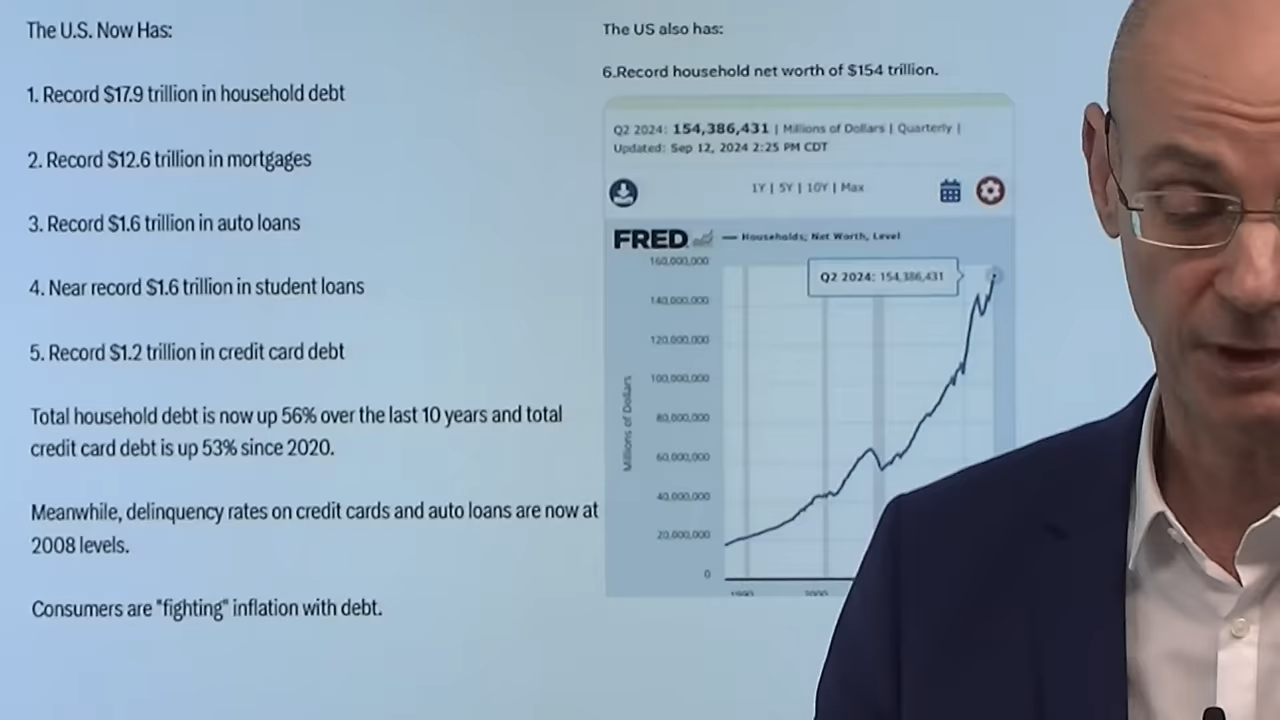 The U.S. Now Has:
1. Record $17.9 trillion in household debt
2. Record $12.6 trillion in mortgages
3. Record $1.6 trillion in auto loans
4. Near record $1.6 trillion in student loans
5. Record $1.2 trillion in credit card debt
Total household debt is now up 56% over the last 10 years and total
credit card debt is up 53% since 2020.
Meanwhile, delinquency rates on credit cards and auto loans are now at
2008 levels.
Consumers are "fighting" inflation with debt.
The US also has:
6.Record household net worth of $154 trillion.
Q2 2024: 154,386,431 | Millions of Dollars | Quarterly |
Updated: Sep 12, 2024 2:25 PM CDT
1Y | 5Y | 10Y | Max
FRED — Households; Net Worth, Level
Q2 2024: 154,386,431
160,000,000
140,000,000
120,000,000
100,000,000
80,000,000
60,000,000
40,000,000
20,000,000
0
Millions of Dollars
1990 2000